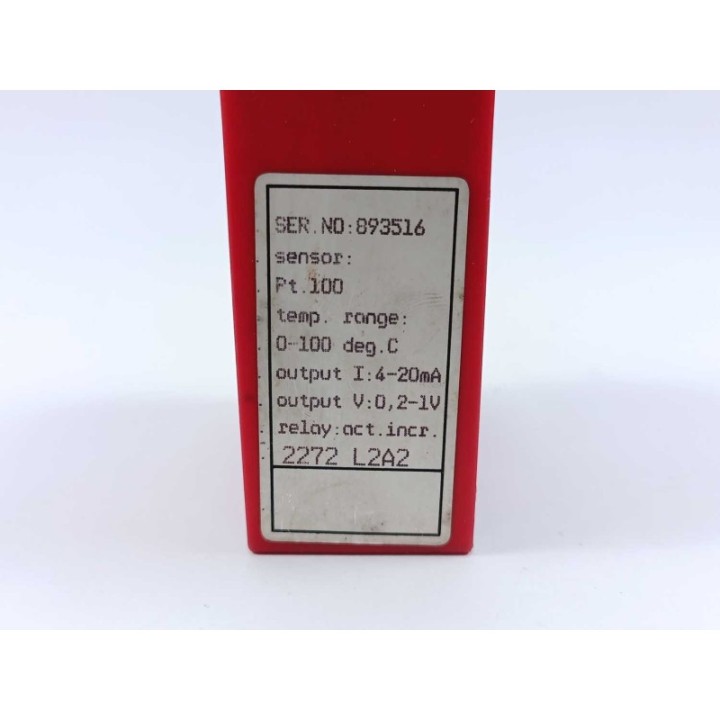 SER.NO:893516
sensor:
Pt.100
temp. range:
0-100 deg.C
output I:4-20mA
output V:0,2-1V
relay:act.incr.
2272 L2A2